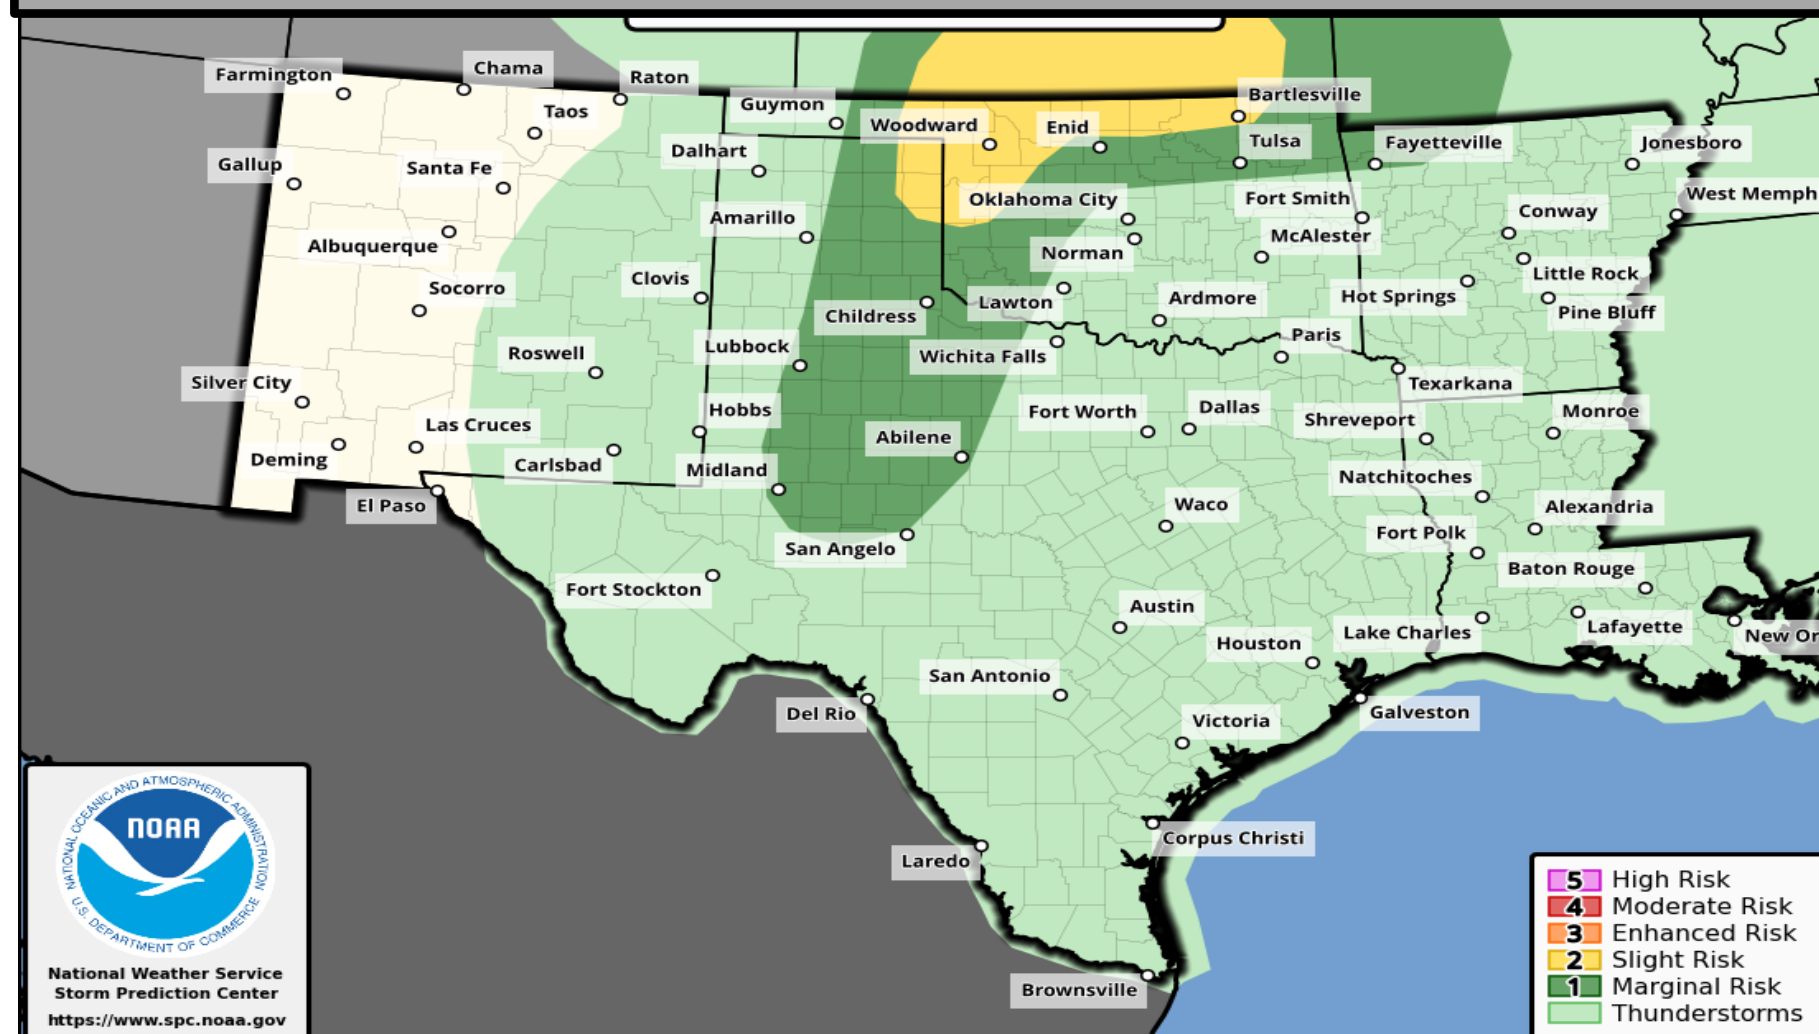 Farmington
Chama
Raton
Taos
Guymon
Woodward
Enid
Bartlesville
Gallup
Santa Fe
Dalhart
Tulsa
Fayetteville
Jonesboro
Amarillo
Oklahoma City
Fort Smith
Conway
West Memph
Albuquerque
Norman
McAlester
Socorro
Clovis
Childress
Lawton
Ardmore
Hot Springs
Little Rock
Pine Bluff
Roswell
Lubbock
Wichita Falls
Paris
Silver City
Texarkana
Las Cruces
Hobbs
Abilene
Fort Worth
Dallas
Shreveport
Monroe
Deming
Carlsbad
Midland
Natchitoches
El Paso
Waco
Alexandria
San Angelo
Fort Polk
Fort Stockton
Baton Rouge
Austin
Lake Charles
Lafayette
New Or
Houston
San Antonio
Del Rio
Victoria
Galveston
Corpus Christi
Laredo
Brownsville
NATIONAL OCEANIC AND ATMOSPHERIC ADMINISTRATION
NOAA
U.S. DEPARTMENT OF COMMERCE
National Weather Service
Storm Prediction Center
https://www.spc.noaa.gov
5 High Risk
4 Moderate Risk
3 Enhanced Risk
2 Slight Risk
1 Marginal Risk
Thunderstorms